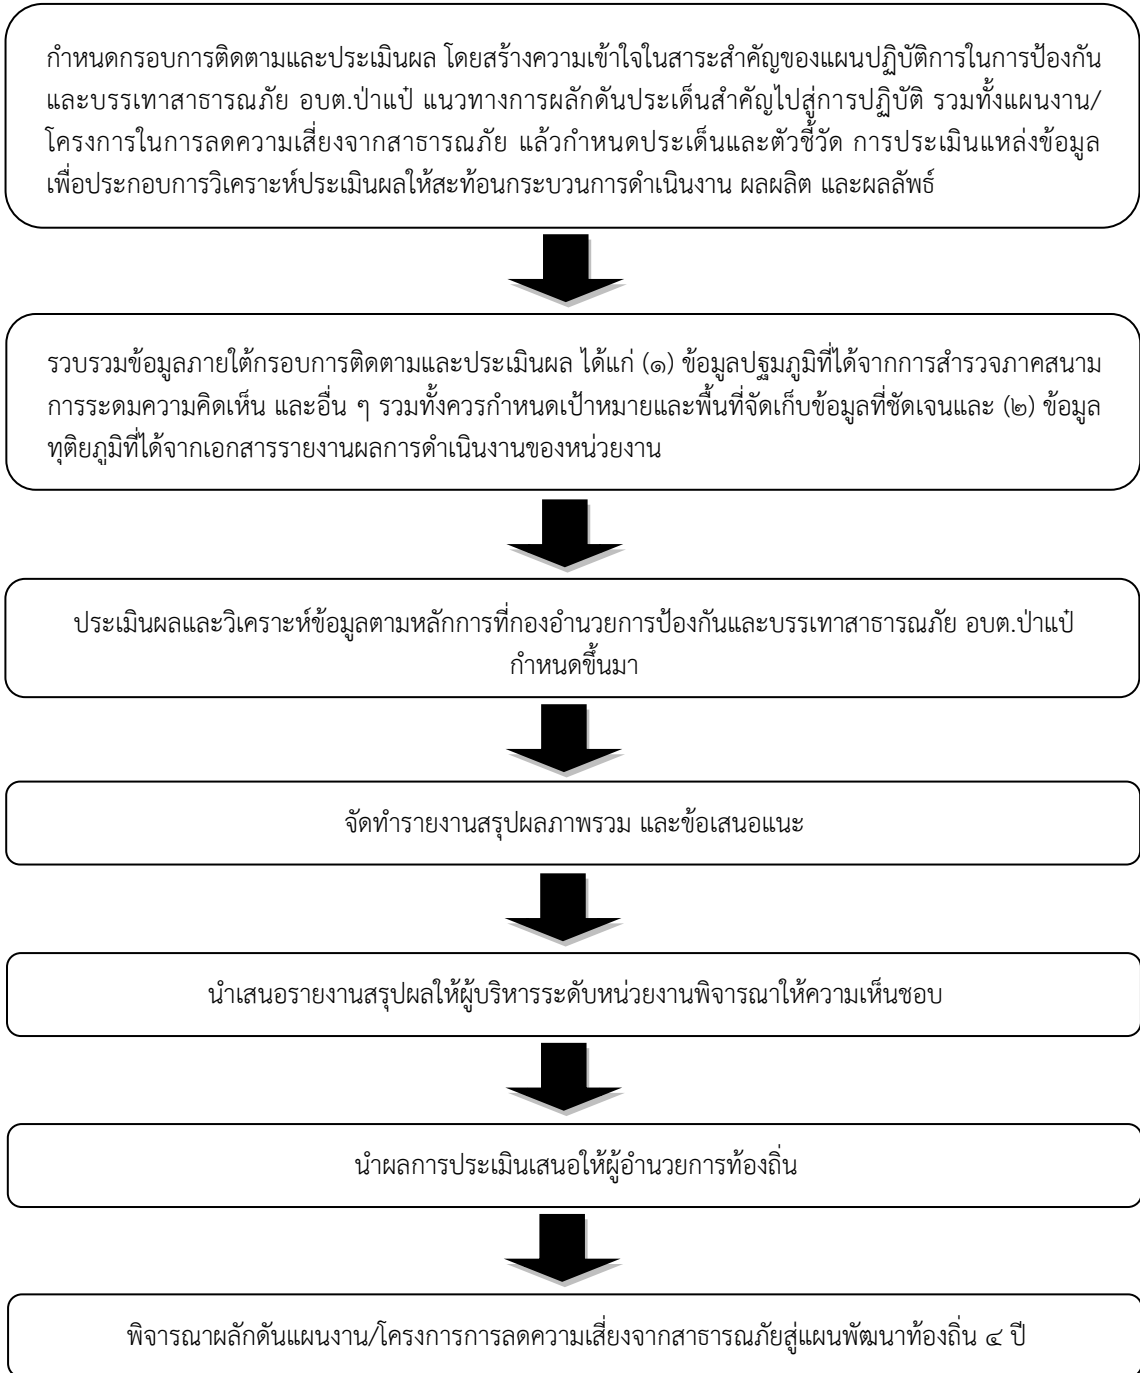 กำหนดกรอบการติดตามและประเมินผล โดยสร้างความเข้าใจในสาระสำคัญของแผนปฏิบัติการในการป้องกัน
และบรรเทาสาธารณภัย อบต.ป่าแป๋ แนวทางการผลักดันประเด็นสำคัญไปสู่การปฏิบัติ รวมทั้งแผนงาน/
โครงการในการลดความเสี่ยงจากสาธารณภัย แล้วกำหนดประเด็นและตัวชี้วัด การประเมินแหล่งข้อมูล
เพื่อประกอบการวิเคราะห์ประเมินผลให้สะท้อนกระบวนการดำเนินงาน ผลผลิต และผลลัพธ์
รวบรวมข้อมูลภายใต้กรอบการติดตามและประเมินผล ได้แก่ (๑) ข้อมูลปฐมภูมิที่ได้จากการสำรวจภาคสนาม
การระดมความคิดเห็น และอื่น ๆ รวมทั้งควรกำหนดเป้าหมายและพื้นที่จัดเก็บข้อมูลที่ชัดเจนและ (๒) ข้อมูล
ทุติยภูมิที่ได้จากเอกสารรายงานผลการดำเนินงานของหน่วยงาน
ประเมินผลและวิเคราะห์ข้อมูลตามหลักการที่กองอำนวยการป้องกันและบรรเทาสาธารณภัย อบต.ป่าแป๋
กำหนดขึ้นมา
จัดทำรายงานสรุปผลภาพรวม และข้อเสนอแนะ
นำเสนอรายงานสรุปผลให้ผู้บริหารระดับหน่วยงานพิจารณาให้ความเห็นชอบ
นำผลการประเมินเสนอให้ผู้อำนวยการท้องถิ่น
พิจารณาผลักดันแผนงาน/โครงการการลดความเสี่ยงจากสาธารณภัยสู่แผนพัฒนาท้องถิ่น ๔ ปี